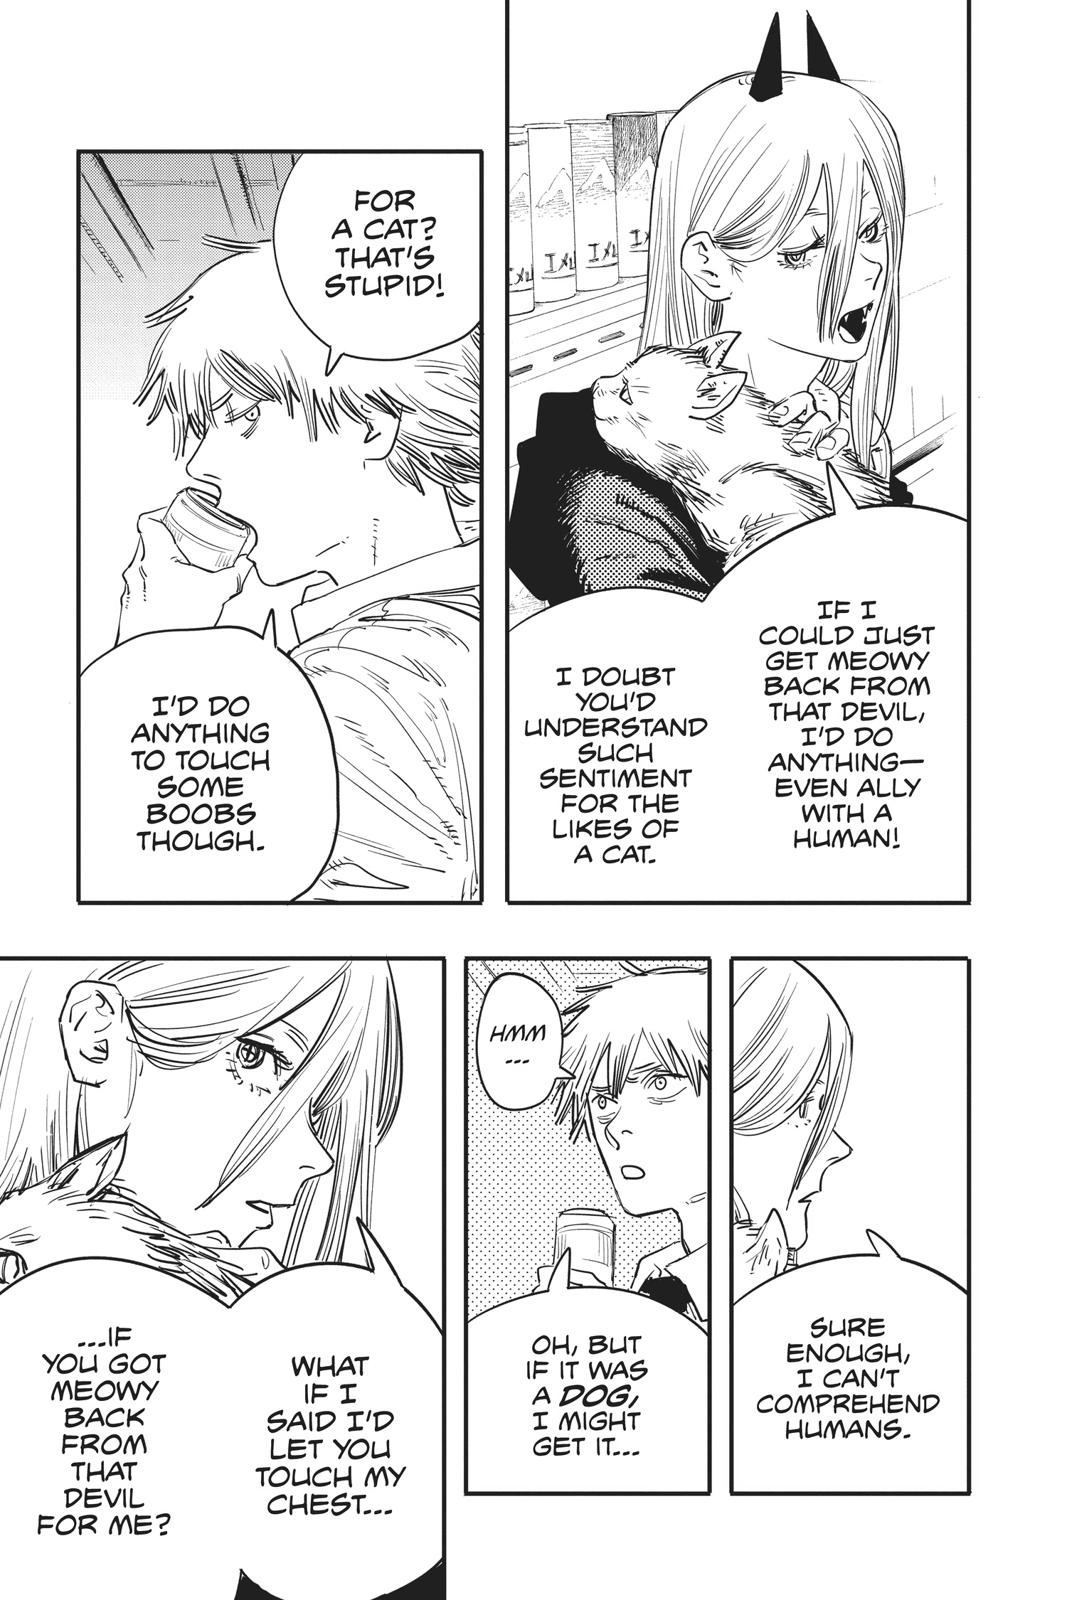 IF I
COULD JUST
GET MEOWY
BACK FROM
THAT DEVIL,
I'D DO
ANYTHING—
EVEN ALLY
WITH A
HUMAN!
I DOUBT
YOU'D
UNDERSTAND
SUCH
SENTIMENT
FOR THE
LIKES OF
A CAT.
FOR
A CAT?
THAT'S
STUPID!
I'D DO
ANYTHING
TO TOUCH
SOME
BOOBS
THOUGH.
SURE
ENOUGH,
I CAN'T
COMPREHEND
HUMANS.
HMM
...
OH, BUT
IF IT WAS
A DOG,
I MIGHT
GET IT...
WHAT
IF I
SAID I'D
LET YOU
TOUCH MY
CHEST...
...IF
YOU GOT
MEOWY
BACK
FROM
THAT
DEVIL
FOR ME?